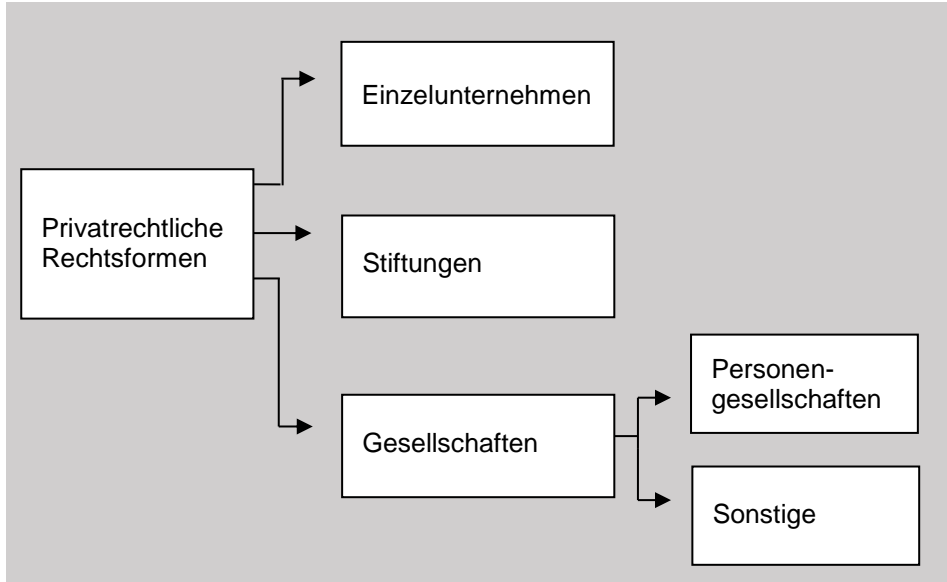 Einzelunternehmen
Privatrechtliche
Rechtsformen
Stiftungen
Personen-
gesellschaften
Gesellschaften
Sonstige